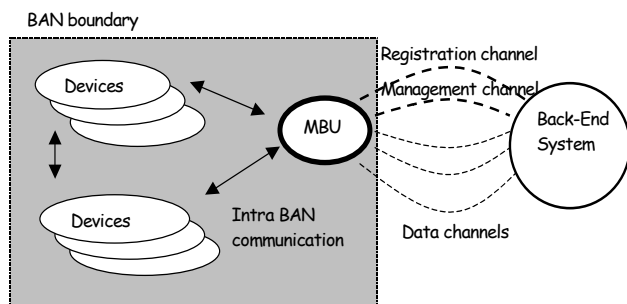 BAN boundary
Registration channel
Devices
Management channel
MBU
Back-End
System
Devices
Intra BAN
communication
Data channels